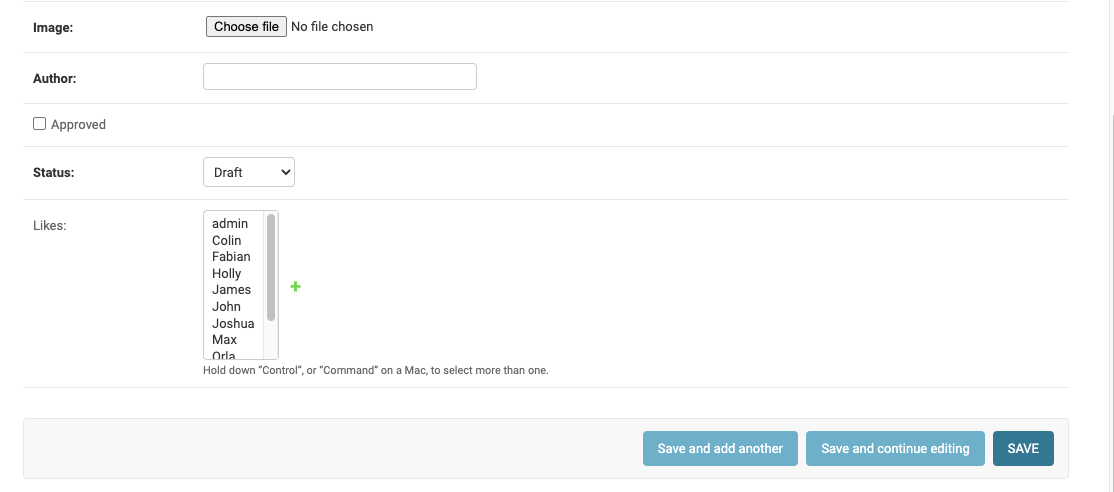 Image: Choose file No file chosen
Author:
Approved
Status: Draft
Likes:
admin
Colin
Fabian
Holly
James
John
Joshua
Max
Orla
Hold down “Control”, or “Command” on a Mac, to select more than one.
Save and add another Save and continue editing SAVE